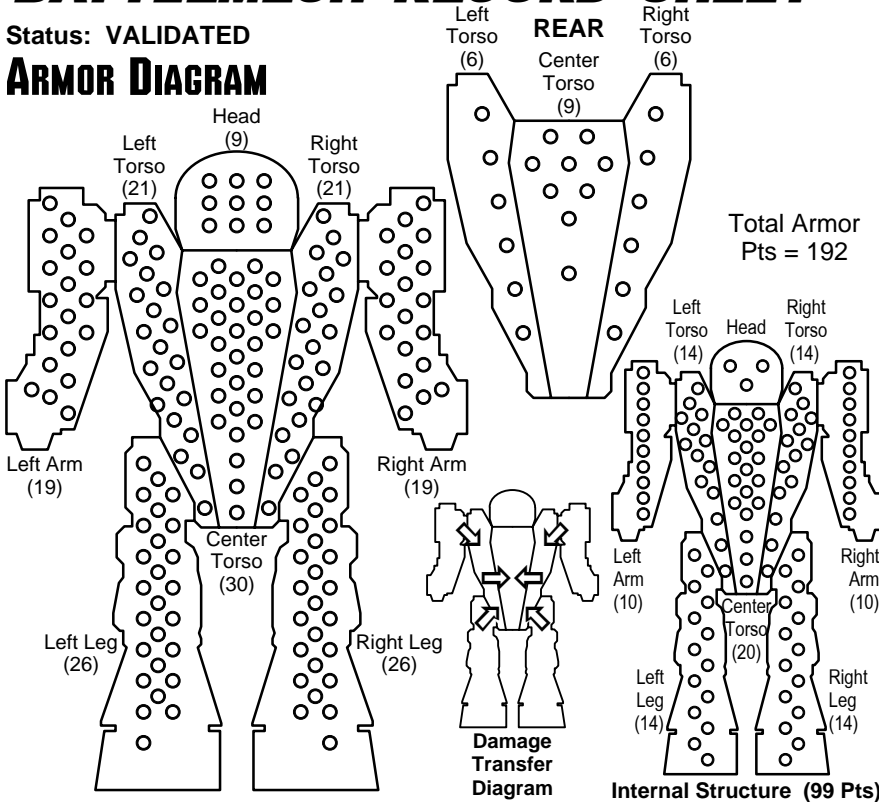 Status: VALIDATED
ARMOR DIAGRAM
Head
(9)
Left
Torso
(21)
Right
Torso
(21)
Left Arm
(19)
Right Arm
(19)
Center
Torso
(30)
Left Leg
(26)
Right Leg
(26)
REAR
Left
Torso
(6)
Center
Torso
(9)
Right
Torso
(6)
Total Armor
Pts = 192
Damage
Transfer
Diagram
Left
Torso
(14)
Head
Right
Torso
(14)
Left
Arm
(10)
Right
Arm
(10)
Center
Torso
(20)
Left
Leg
(14)
Right
Leg
(14)
Internal Structure (99 Pts)